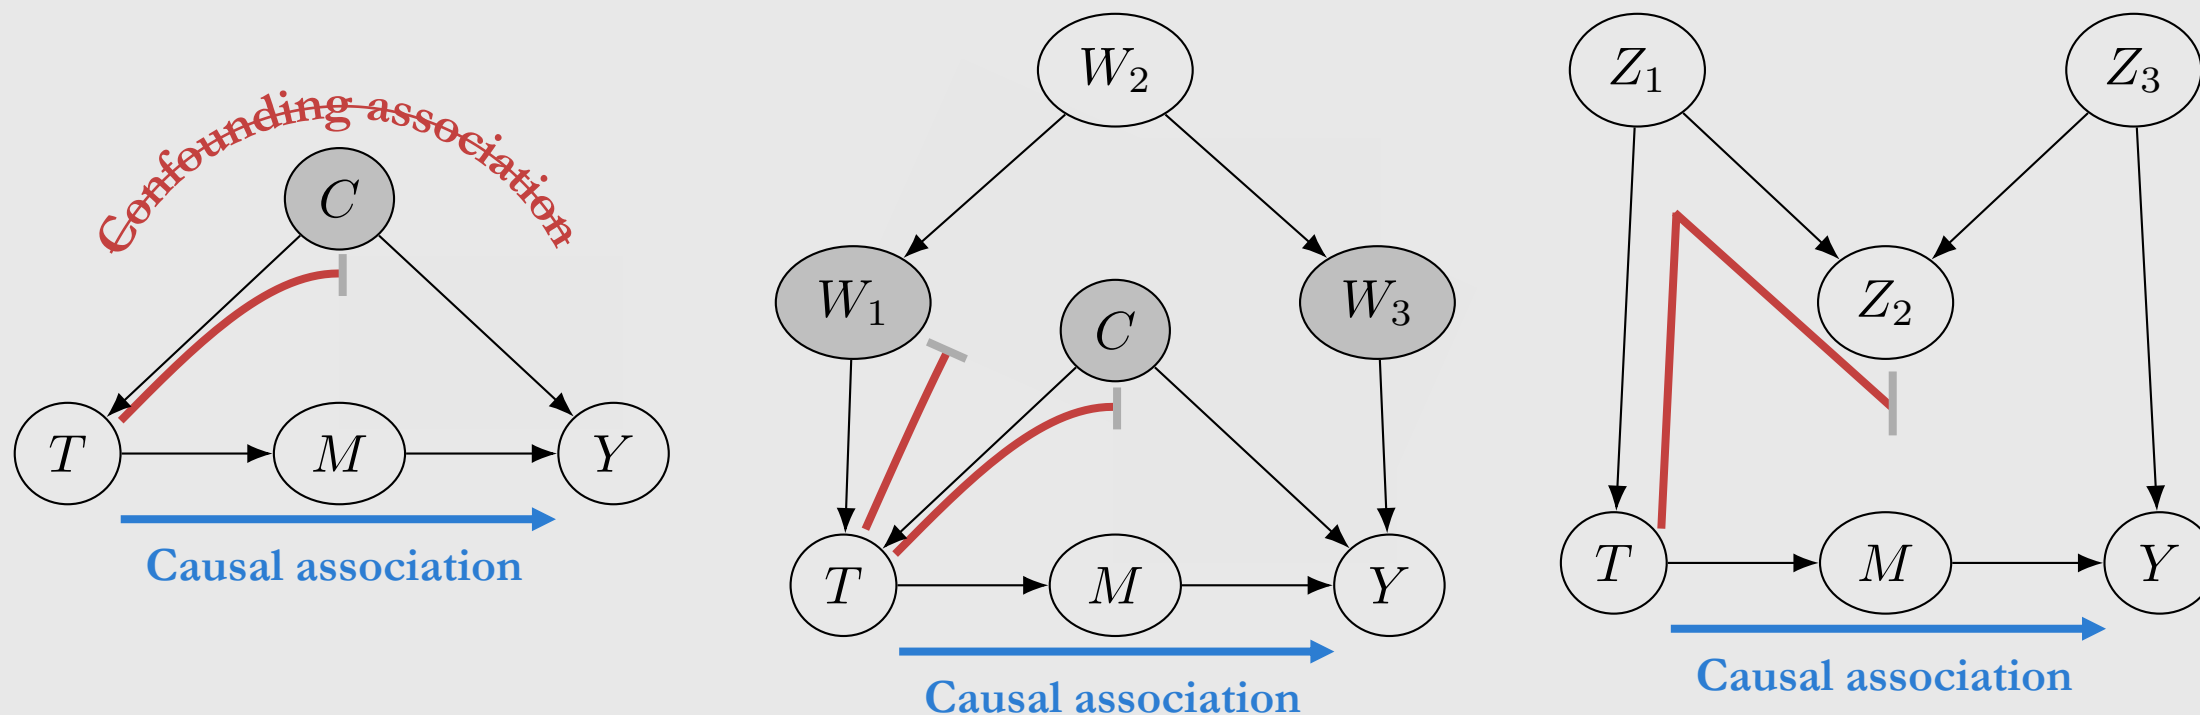 Confounding association
C
T M Y
Causal association
W₂
W₁ C W₃
T M Y
Causal association
Z₁ Z₃
Z₂
T M Y
Causal association